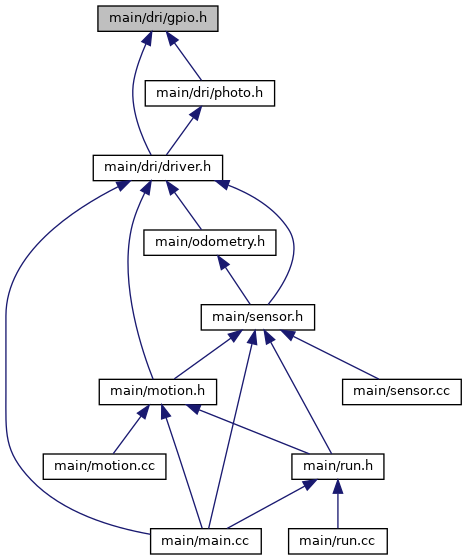 main/dri/gpio.h
main/dri/photo.h
main/dri/driver.h
main/odometry.h
main/sensor.h
main/motion.h
main/sensor.cc
main/motion.cc
main/run.h
main/main.cc
main/run.cc